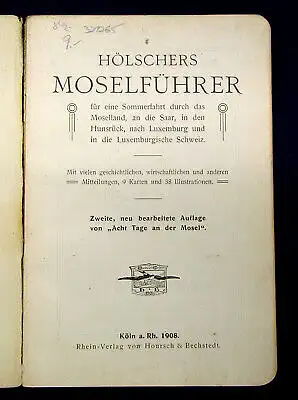 HÖLSCHERS
MOSELFÜHRER
für eine Sommerfahrt durch das
Moselland, an die Saar, in den
Hunsrück, nach Luxemburg und
in die Luxemburgische Schweiz.
Mit vielen geschichtlichen, wirtschaftlichen und anderen
Mitteilungen, 9 Karten und 38 Illustrationen.
Zweite, neu bearbeitete Auflage
von „Acht Tage an der Mosel“.
Köln a. Rh. 1908.
Rhein-Verlag von Hoursch & Bechstedt.